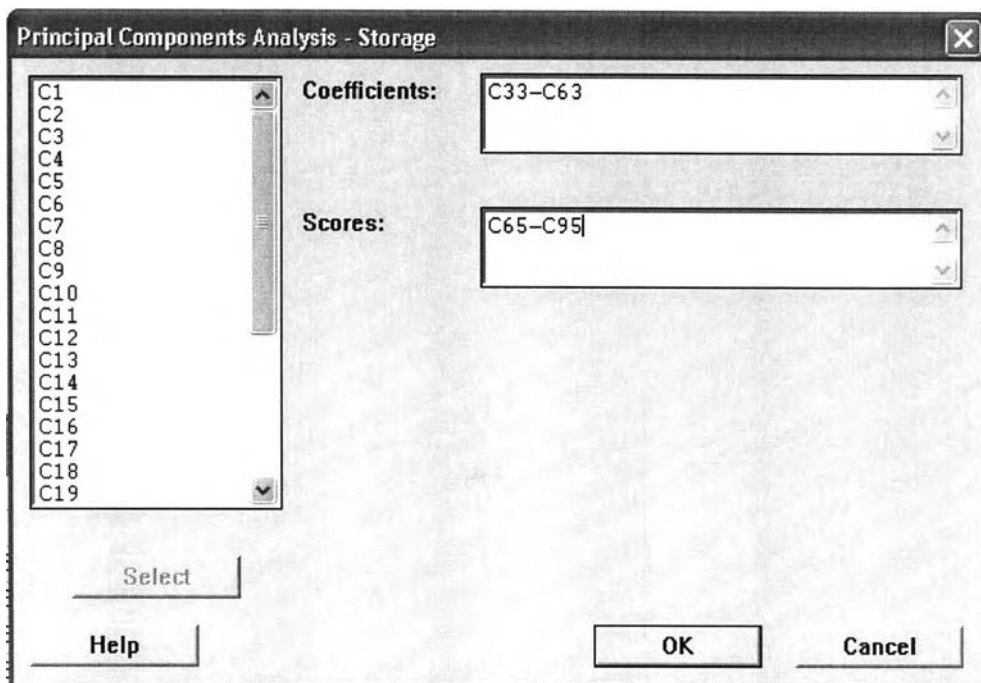 Principal Components Analysis - Storage
C1
C2
C3
C4
C5
C6
C7
C8
C9
C10
C11
C12
C13
C14
C15
C16
C17
C18
C19
Coefficients:
C33-C63
Scores:
C65-C95
Select
Help
OK
Cancel